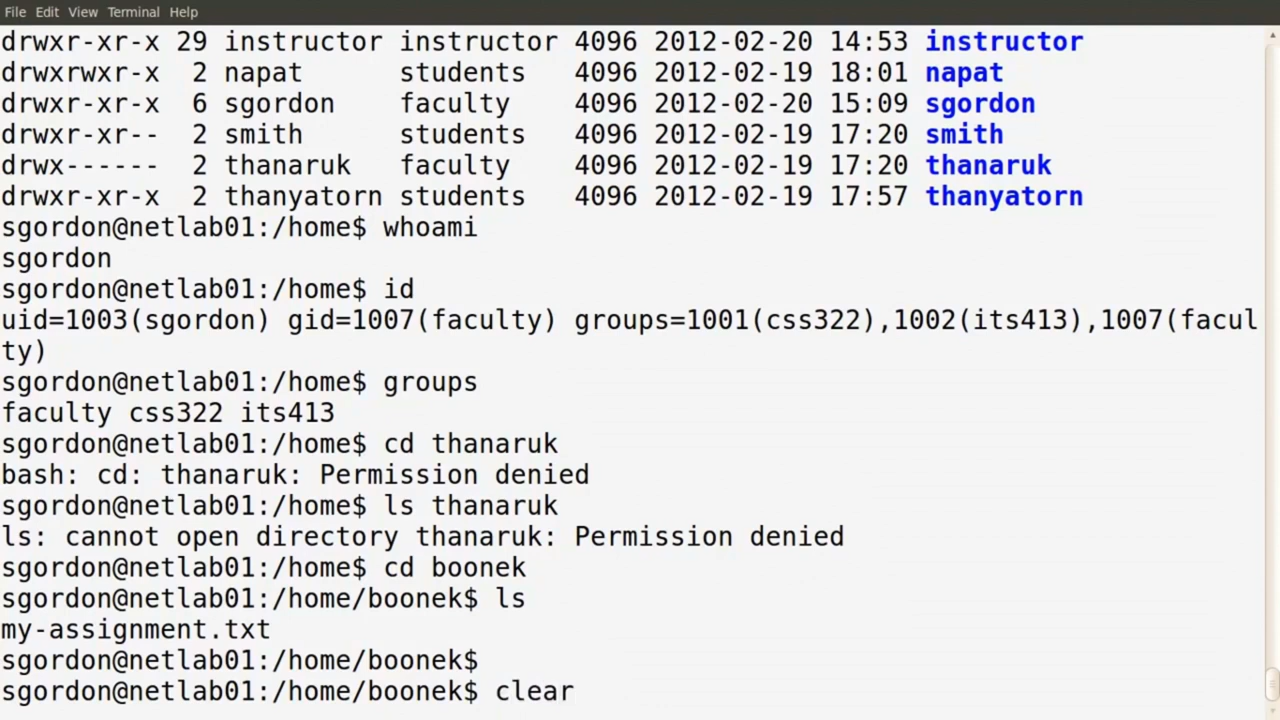 File Edit View Terminal Help
drwxr-xr-x 29 instructor instructor 4096 2012-02-20 14:53 instructor
drwxrwxr-x  2 napat      students   4096 2012-02-19 18:01 napat
drwxr-xr-x  6 sgordon    faculty    4096 2012-02-20 15:09 sgordon
drwxr-xr--  2 smith      students   4096 2012-02-19 17:20 smith
drwx------  2 thanaruk   faculty    4096 2012-02-19 17:20 thanaruk
drwxr-xr-x  2 thanyatorn students   4096 2012-02-19 17:57 thanyatorn
sgordon@netlab01:/home$ whoami
sgordon
sgordon@netlab01:/home$ id
uid=1003(sgordon) gid=1007(faculty) groups=1001(css322),1002(its413),1007(facul
ty)
sgordon@netlab01:/home$ groups
faculty css322 its413
sgordon@netlab01:/home$ cd thanaruk
bash: cd: thanaruk: Permission denied
sgordon@netlab01:/home$ ls thanaruk
ls: cannot open directory thanaruk: Permission denied
sgordon@netlab01:/home$ cd boonek
sgordon@netlab01:/home/boonek$ ls
my-assignment.txt
sgordon@netlab01:/home/boonek$
sgordon@netlab01:/home/boonek$ clear